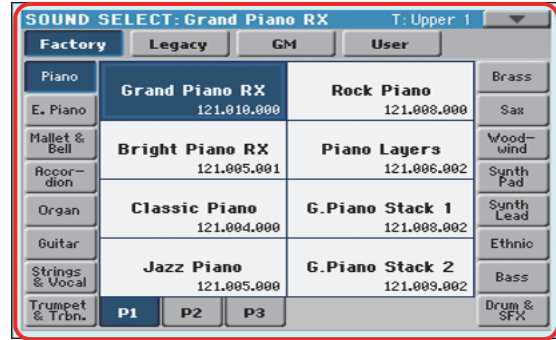 SOUND SELECT: Grand Piano RX T: Upper 1
Factory Legacy GM User
Piano
E. Piano
Mallet &
Bell
Accor-
dion
Organ
Guitar
Strings
& Vocal
Trumpet
& Trbn.
Grand Piano RX
121.010.000
Rock Piano
121.008.000
Bright Piano RX
121.005.001
Piano Layers
121.006.002
Classic Piano
121.004.000
G.Piano Stack 1
121.008.002
Jazz Piano
121.005.000
G.Piano Stack 2
121.009.002
P1 P2 P3
Brass
Sax
Wood-
wind
Synth
Pad
Synth
Lead
Ethnic
Bass
Drum &
SFX